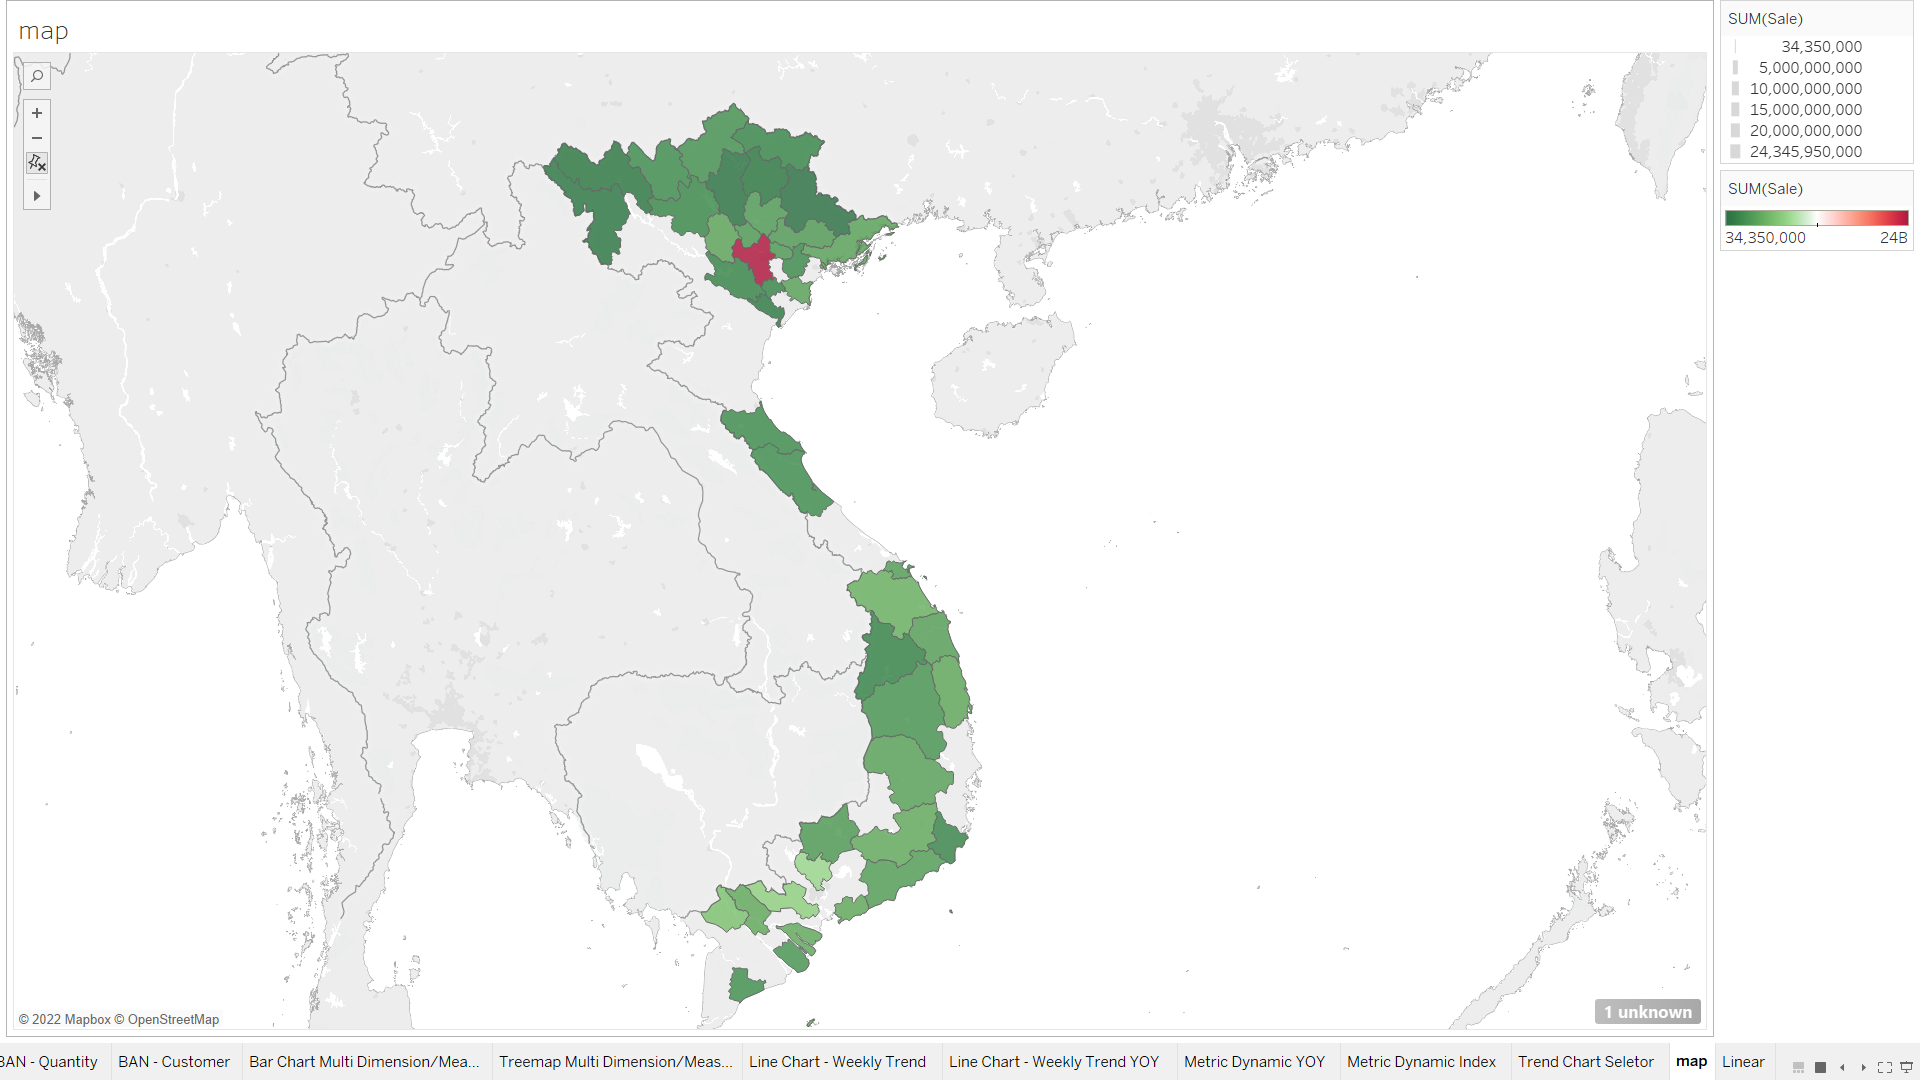 map
SUM(Sale)
34,350,000
5,000,000,000
10,000,000,000
15,000,000,000
20,000,000,000
24,345,950,000
SUM(Sale)
34,350,000 24B
© 2022 Mapbox © OpenStreetMap
1 unknown
BAN - Quantity
BAN - Customer
Bar Chart Multi Dimension/Mea...
Treemap Multi Dimension/Meas...
Line Chart - Weekly Trend
Line Chart - Weekly Trend YOY
Metric Dynamic YOY
Metric Dynamic Index
Trend Chart Seletor
map
Linear